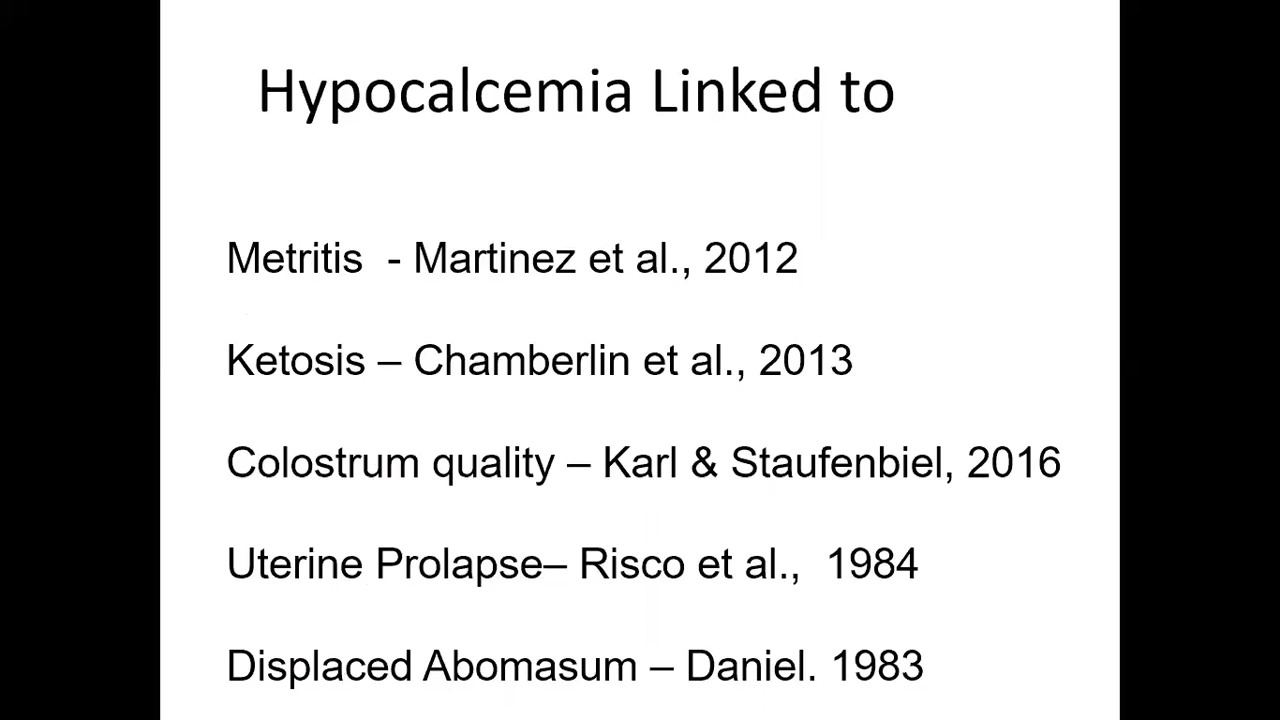 Hypocalcemia Linked to
Metritis  - Martinez et al., 2012
Ketosis – Chamberlin et al., 2013
Colostrum quality – Karl & Staufenbiel, 2016
Uterine Prolapse– Risco et al.,  1984
Displaced Abomasum – Daniel. 1983